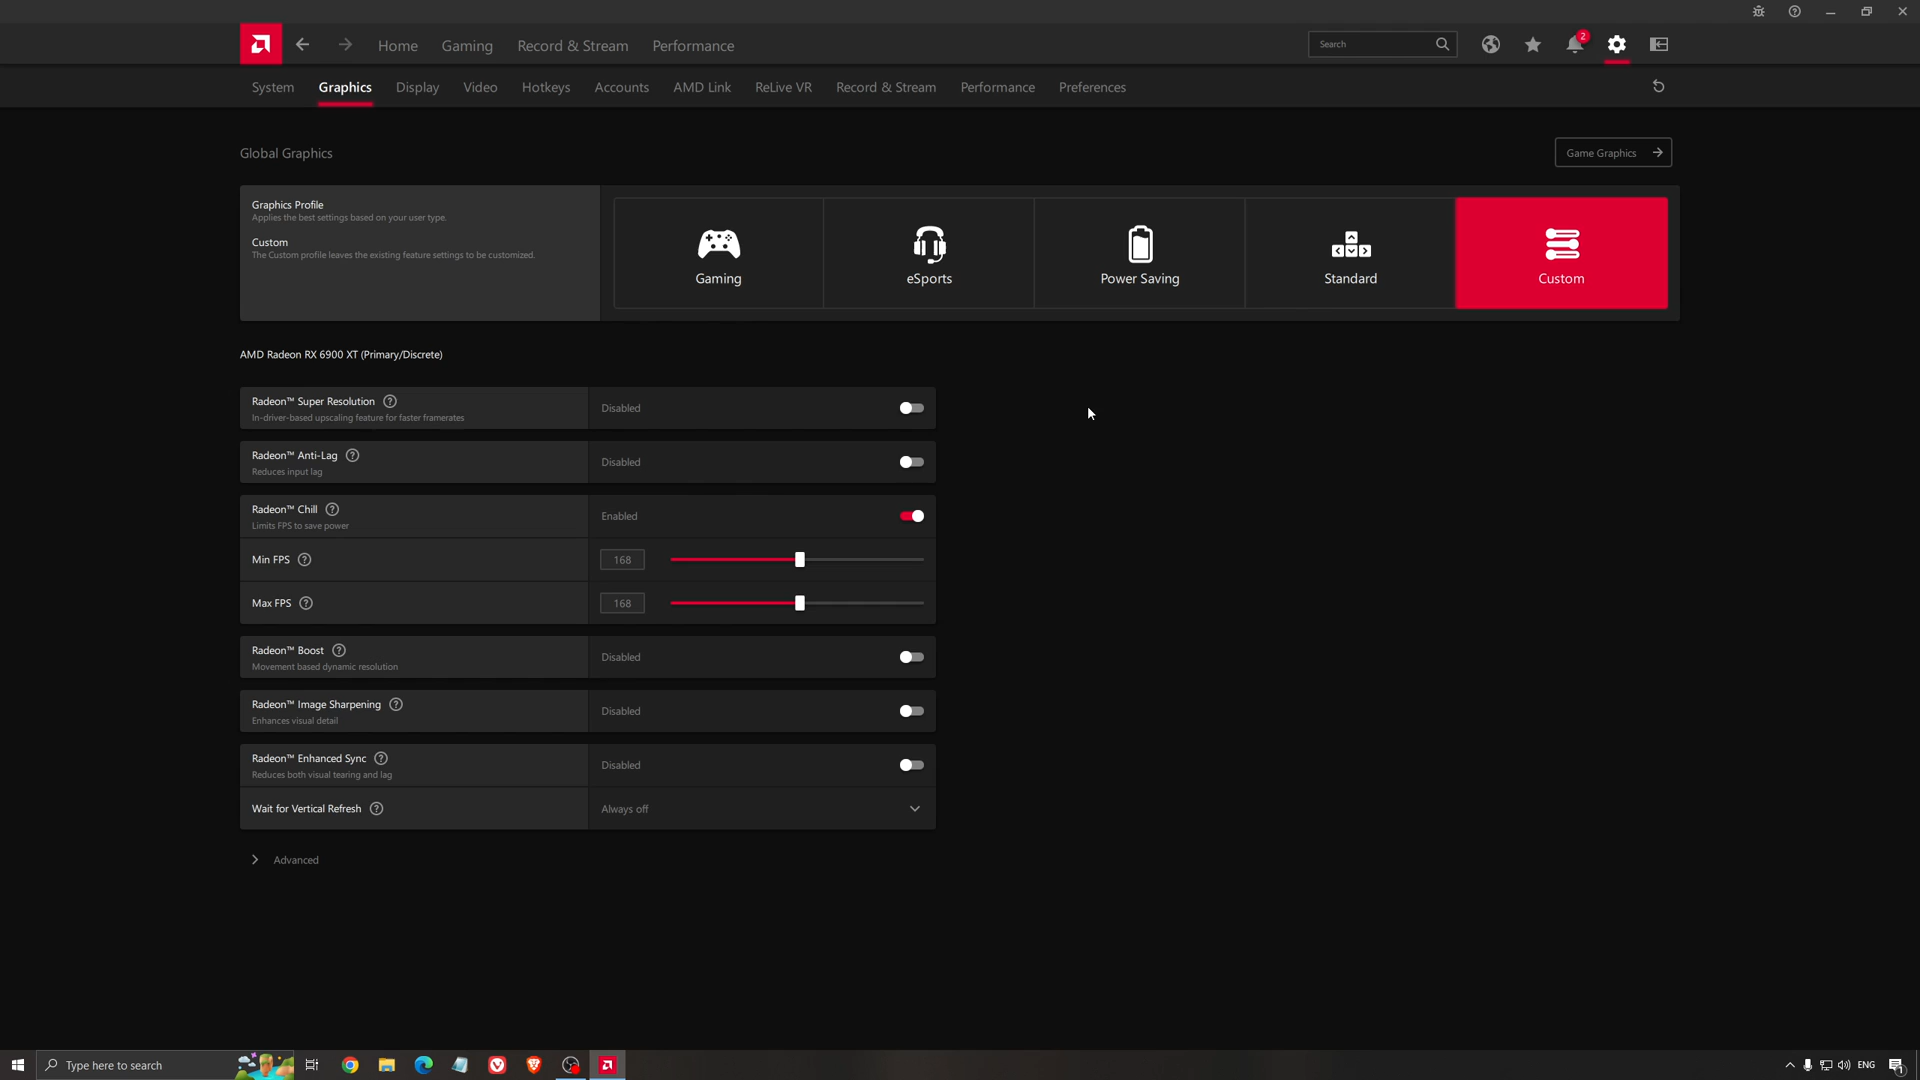 Home Gaming Record & Stream Performance Search 2
System Graphics Display Video Hotkeys Accounts AMD Link ReLive VR Record & Stream Performance Preferences
Global Graphics
Game Graphics
Graphics Profile
Applies the best settings based on your user type.
Custom
The Custom profile leaves the existing feature settings to be customized.
Gaming eSports Power Saving Standard Custom
AMD Radeon RX 6900 XT (Primary/Discrete)
Radeon™ Super Resolution
In-driver-based upscaling feature for faster framerates
Disabled
Radeon™ Anti-Lag
Reduces input lag
Disabled
Radeon™ Chill
Limits FPS to save power
Enabled
Min FPS 168
Max FPS 168
Radeon™ Boost
Movement based dynamic resolution
Disabled
Radeon™ Image Sharpening
Enhances visual detail
Disabled
Radeon™ Enhanced Sync
Reduces both visual tearing and lag
Disabled
Wait for Vertical Refresh Always off
Advanced
Type here to search ENG 1